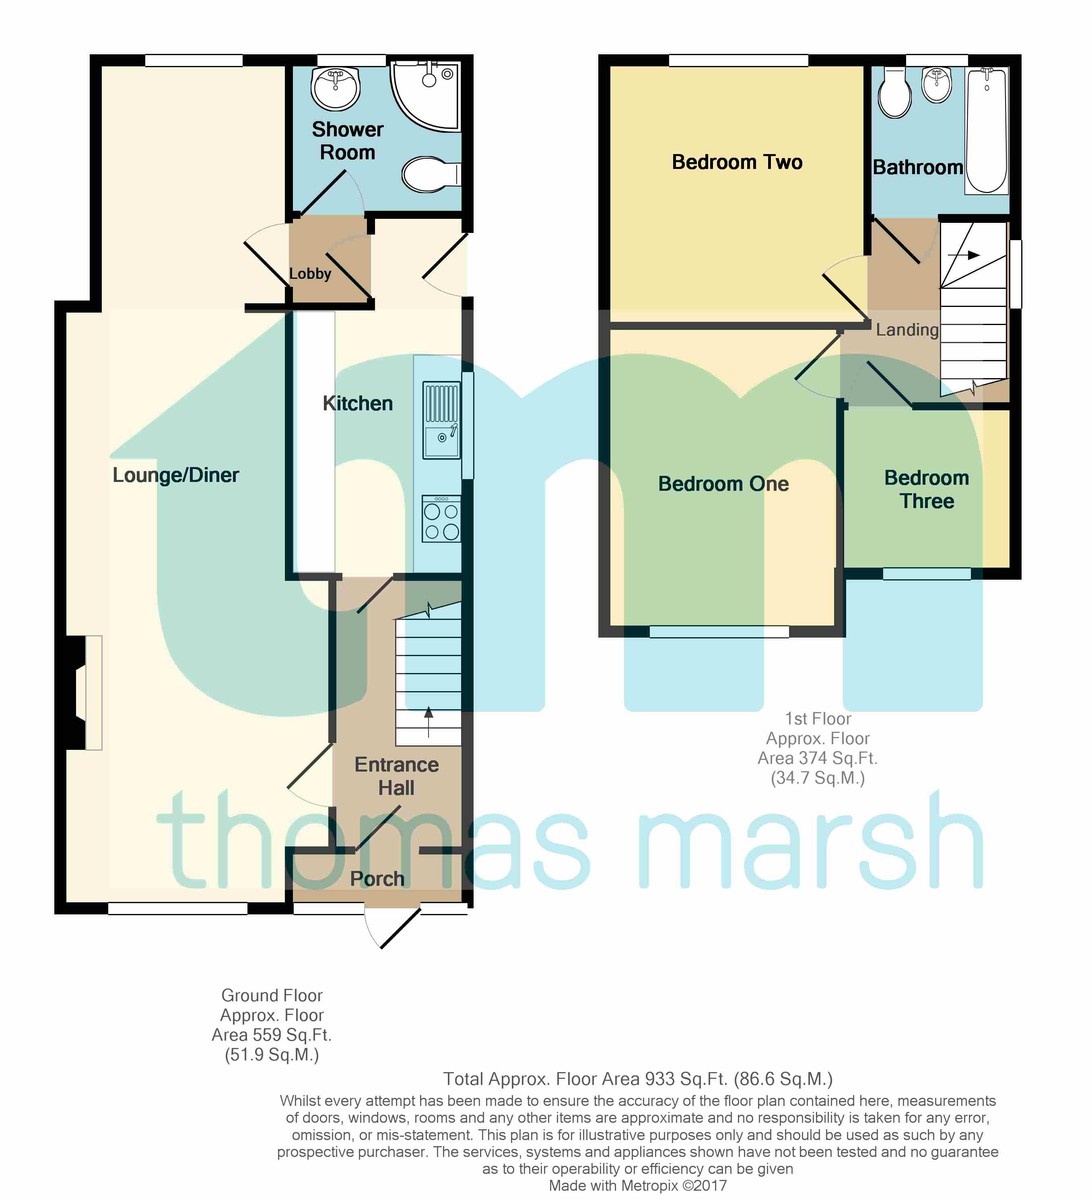 Shower
Room
Lobby
Kitchen
Lounge/Diner
Entrance
Hall
Porch
Bedroom Two
Bathroom
Landing
Bedroom One
Bedroom
Three
tm
thomas marsh
1st Floor
Approx. Floor
Area 374 Sq.Ft.
(34.7 Sq.M.)
Ground Floor
Approx. Floor
Area 559 Sq.Ft.
(51.9 Sq.M.)
Total Approx. Floor Area 933 Sq.Ft. (86.6 Sq.M.)
Whilst every attempt has been made to ensure the accuracy of the floor plan contained here, measurements
of doors, windows, rooms and any other items are approximate and no responsibility is taken for any error,
omission, or mis-statement. This plan is for illustrative purposes only and should be used as such by any
prospective purchaser. The services, systems and appliances shown have not been tested and no guarantee
as to their operability or efficiency can be given
Made with Metropix ©2017